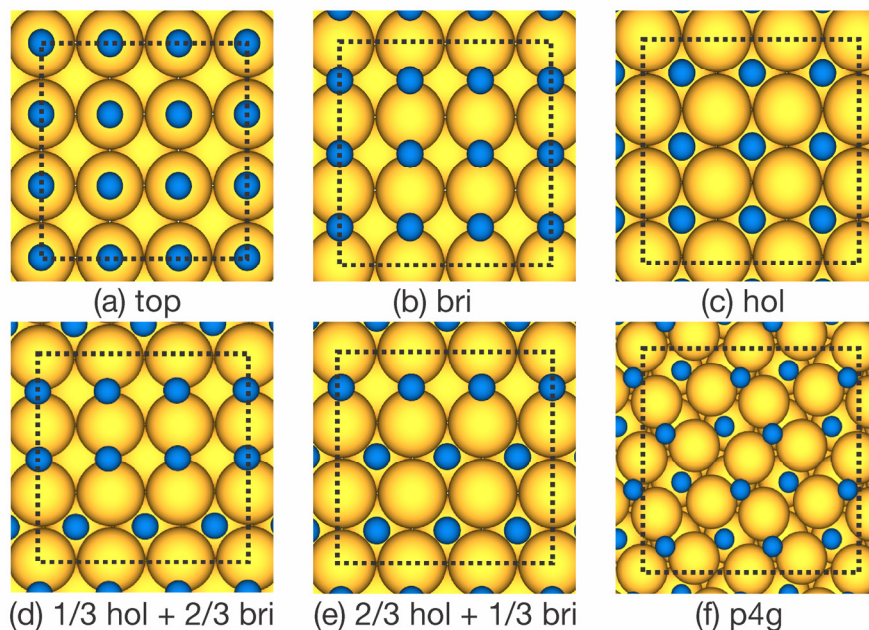 (a) top
(b) bri
(c) hol
(d) 1/3 hol + 2/3 bri
(e) 2/3 hol + 1/3 bri
(f) p4g